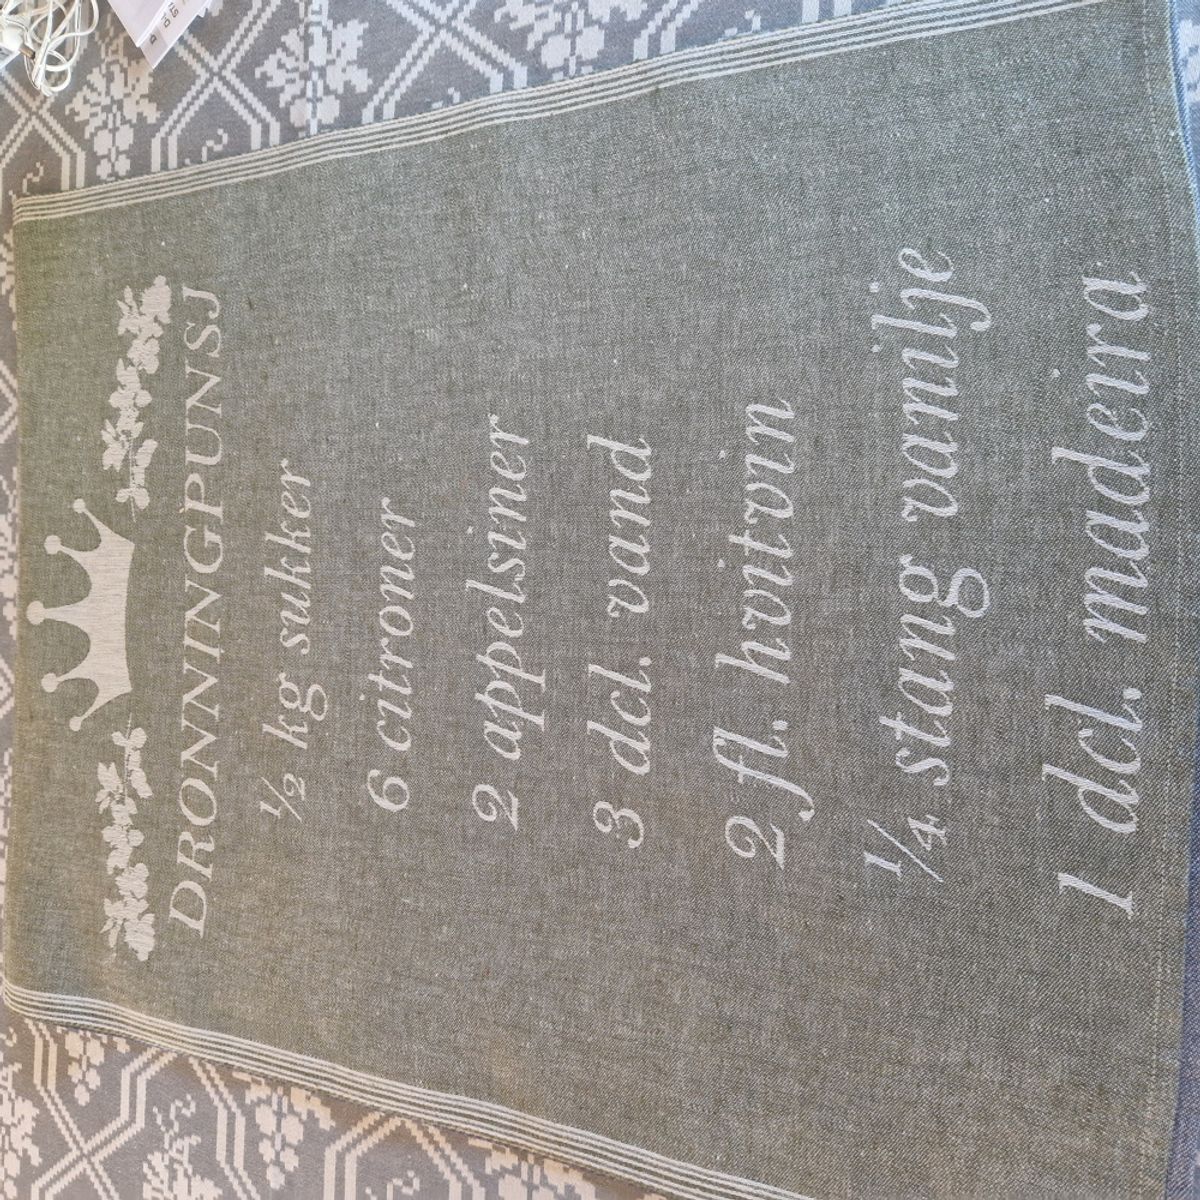 DRONNINGPUNSJ
½ kg sukker
6 citroner
2 appelsiner
3 dcl. vand
2 fl. hvitvin
¼ stang vanilje
1 dcl. madeira